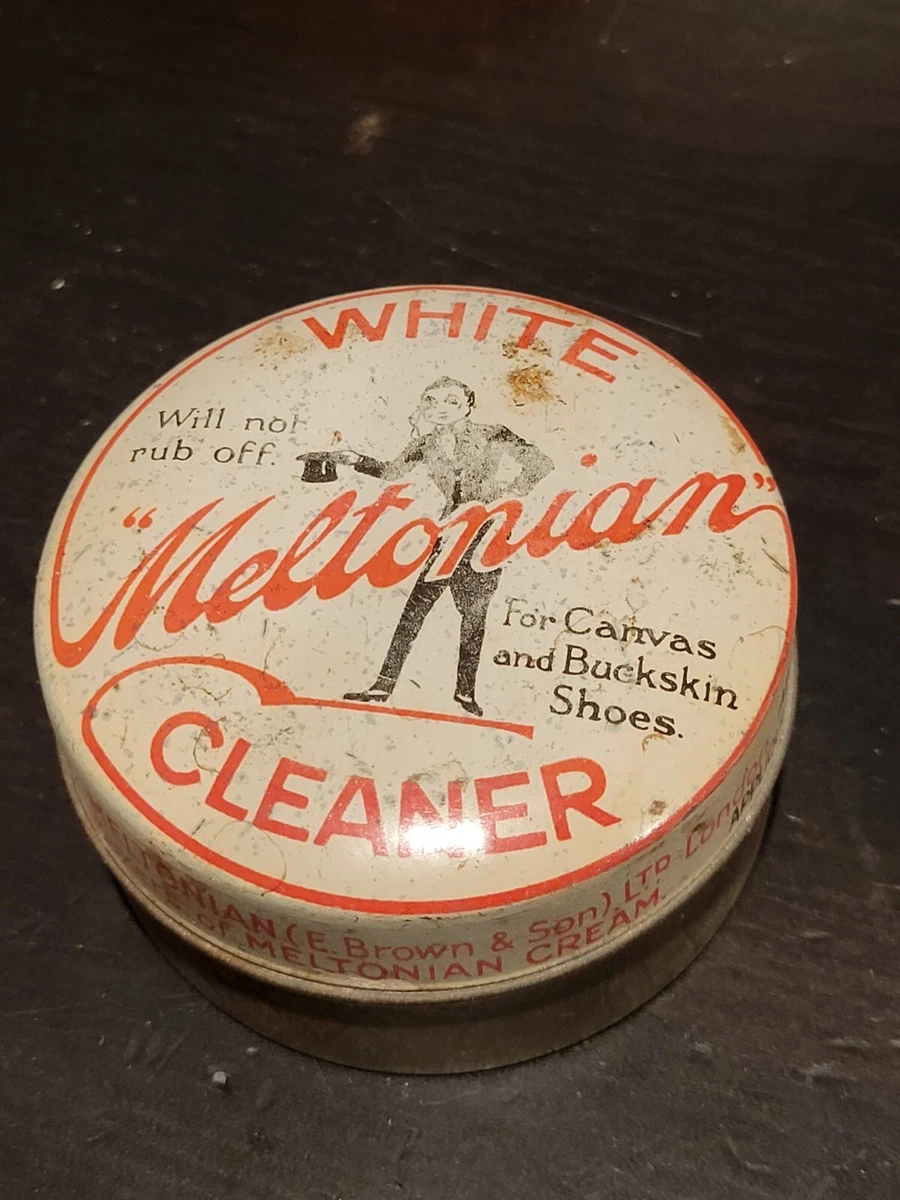 WHITE
Will not
rub off.
"Meltonian"
For Canvas
and Buckskin
Shoes.
CLEANER
(E. Brown & Son) LTD London
OF MELTONIAN CREAM.